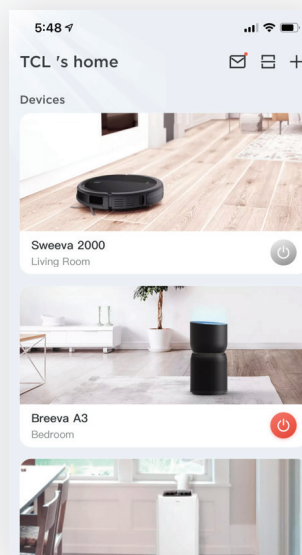 5:48
TCL 's home
Devices
Sweeva 2000
Living Room
Breeva A3
Bedroom